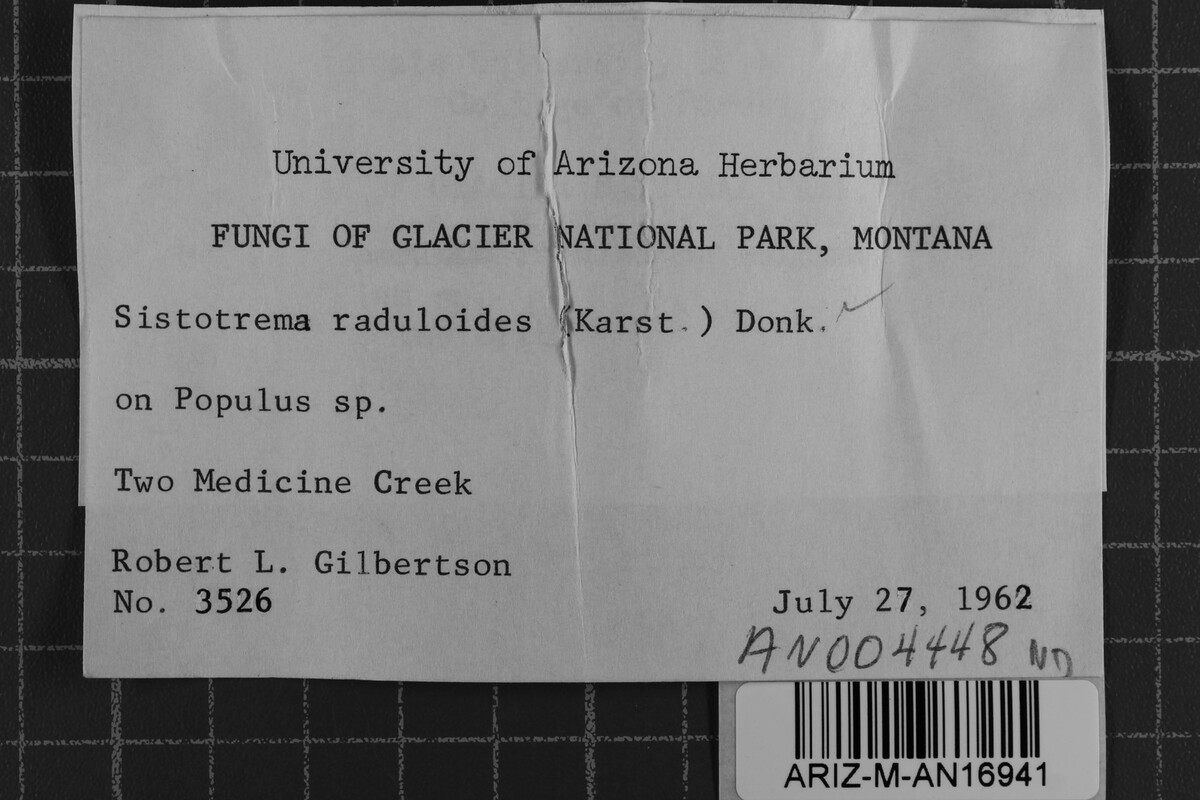 University of Arizona Herbarium
FUNGI OF GLACIER NATIONAL PARK, MONTANA
Sistotrema raduloides (Karst.) Donk.
on Populus sp.
Two Medicine Creek
Robert L. Gilbertson
No. 3526
July 27, 1962
AN004448 ND
ARIZ-M-AN16941